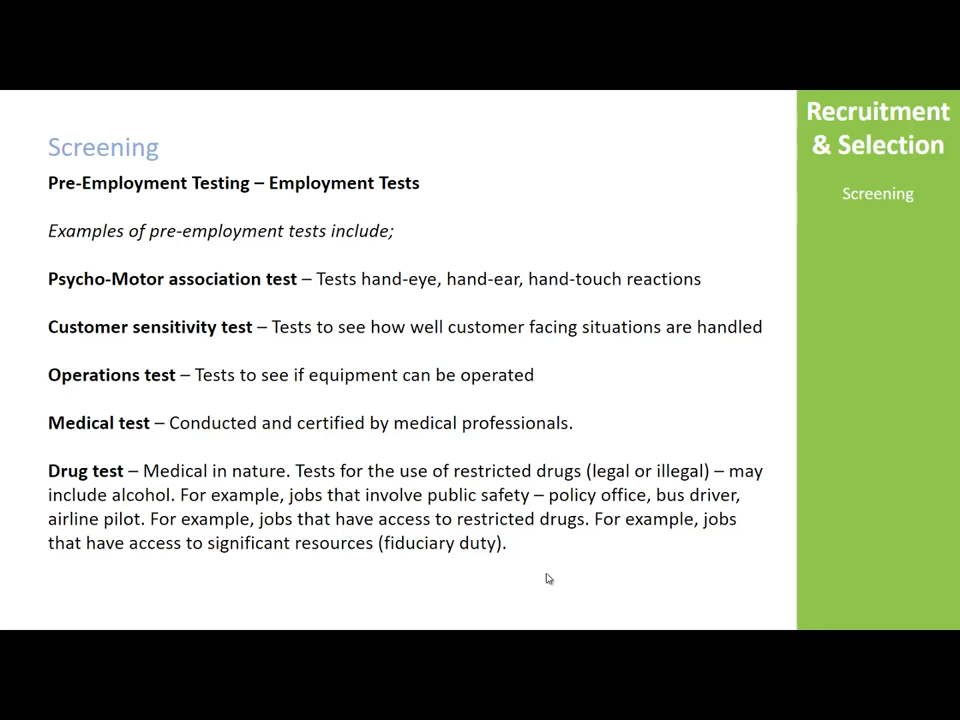 Screening
Pre-Employment Testing – Employment Tests
Examples of pre-employment tests include;
Psycho-Motor association test – Tests hand-eye, hand-ear, hand-touch reactions
Customer sensitivity test – Tests to see how well customer facing situations are handled
Operations test – Tests to see if equipment can be operated
Medical test – Conducted and certified by medical professionals.
Drug test – Medical in nature. Tests for the use of restricted drugs (legal or illegal) – may
include alcohol. For example, jobs that involve public safety – policy office, bus driver,
airline pilot. For example, jobs that have access to restricted drugs. For example, jobs
that have access to significant resources (fiduciary duty).
Recruitment
& Selection
Screening